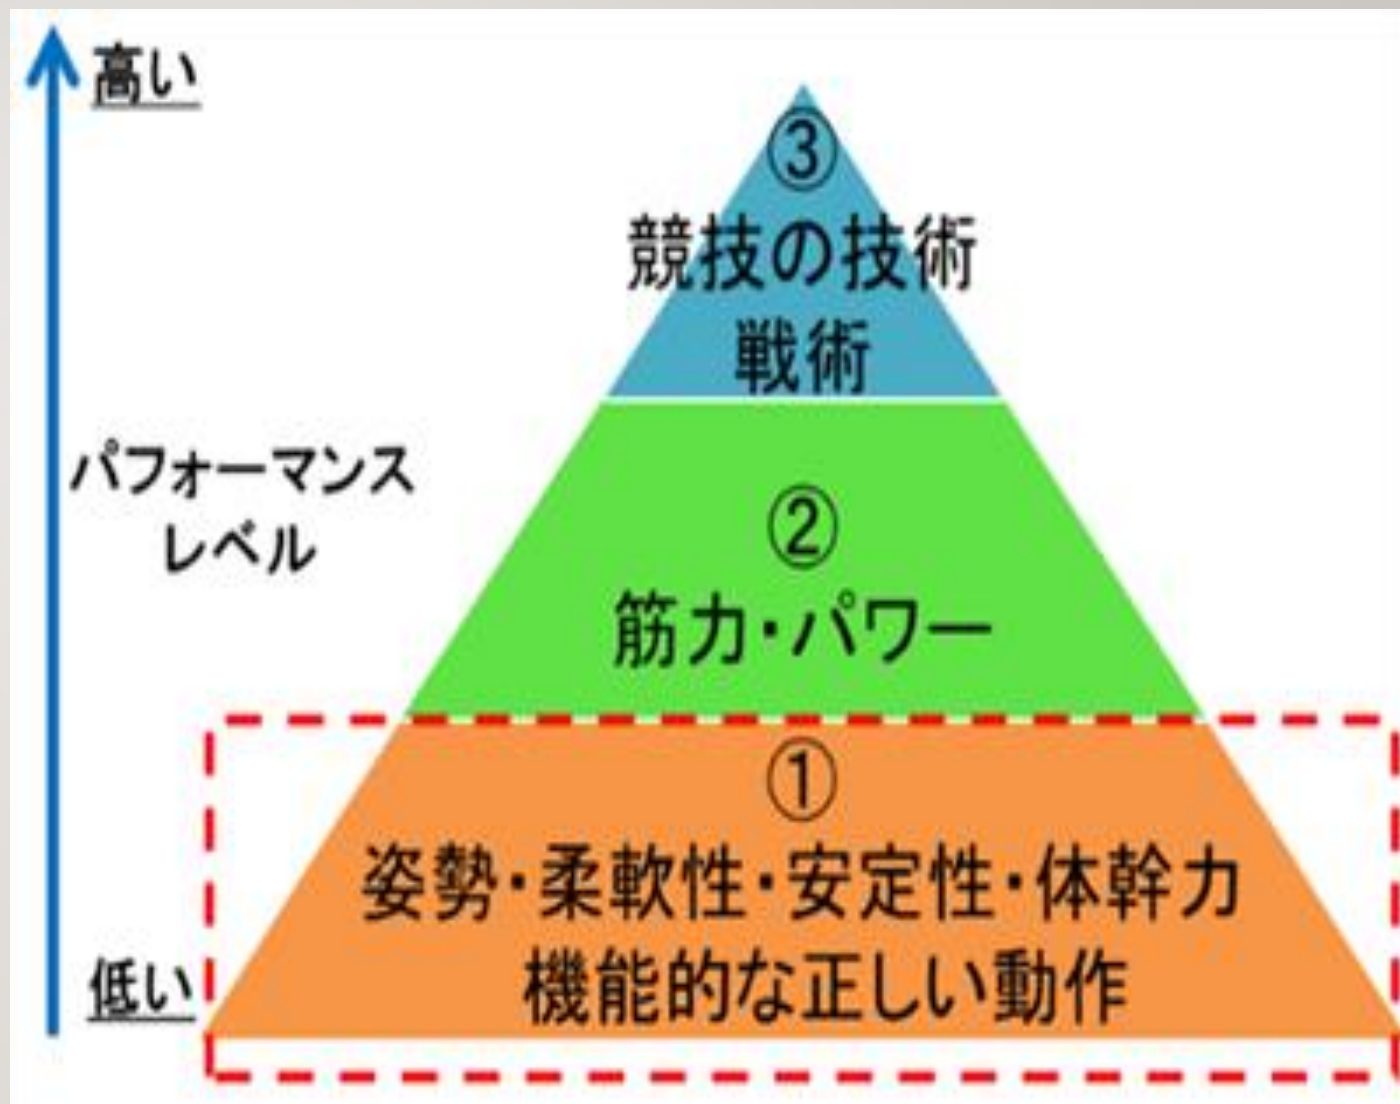 高い
③
競技の技術
戦術
パフォーマンス
レベル
②
筋力・パワー
①
姿勢・柔軟性・安定性・体幹力
機能的な正しい動作
低い